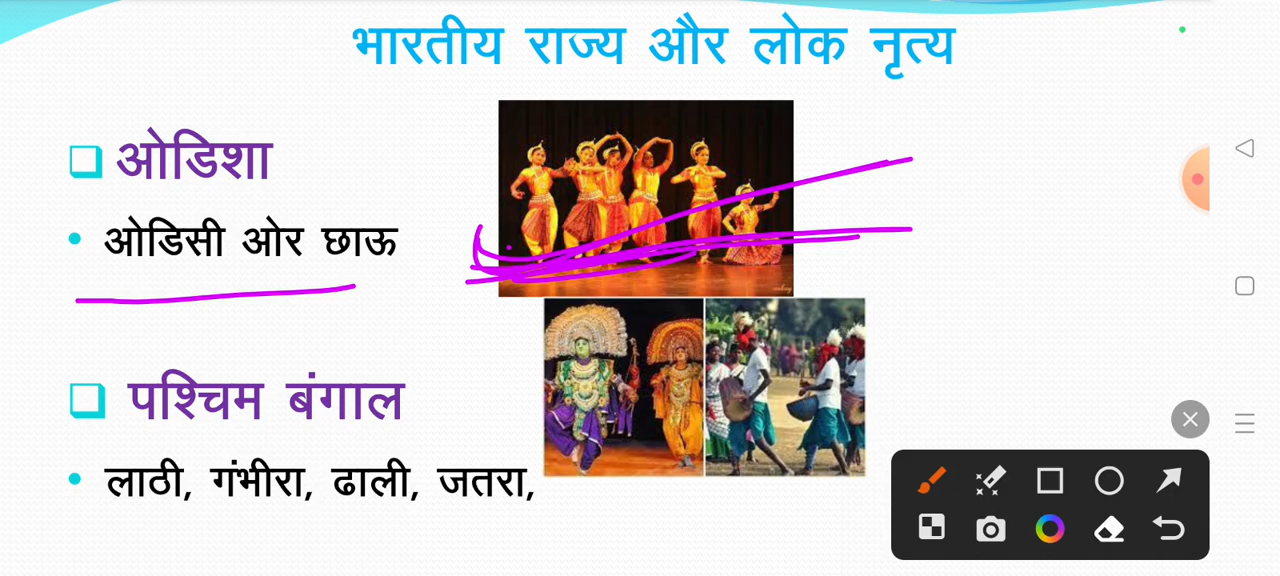 भारतीय राज्य और लोक नृत्य
ओडिशा
ओडिसी ओर छाऊ
पश्चिम बंगाल
लाठी, गंभीरा, ढाली, जतरा,